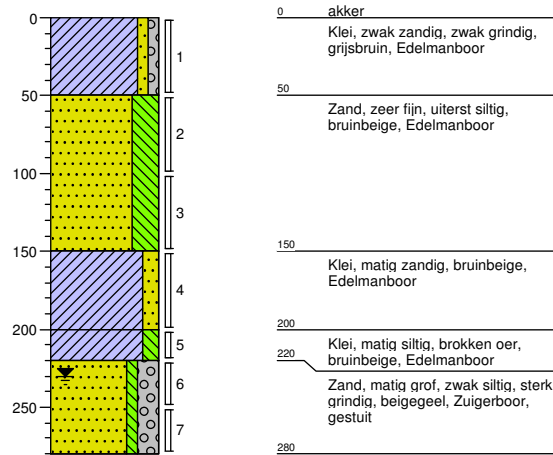 0
50
100
150
200
250
1
2
3
4
5
6
7
0 akker
Klei, zwak zandig, zwak grindig,
grijsbruin, Edelmanboor
50
Zand, zeer fijn, uiterst siltig,
bruinbeige, Edelmanboor
150
Klei, matig zandig, bruinbeige,
Edelmanboor
200
Klei, matig siltig, brokken oer,
bruinbeige, Edelmanboor
220
Zand, matig grof, zwak siltig, sterk
grindig, beigegeel, Zuigerboor,
gestuit
280